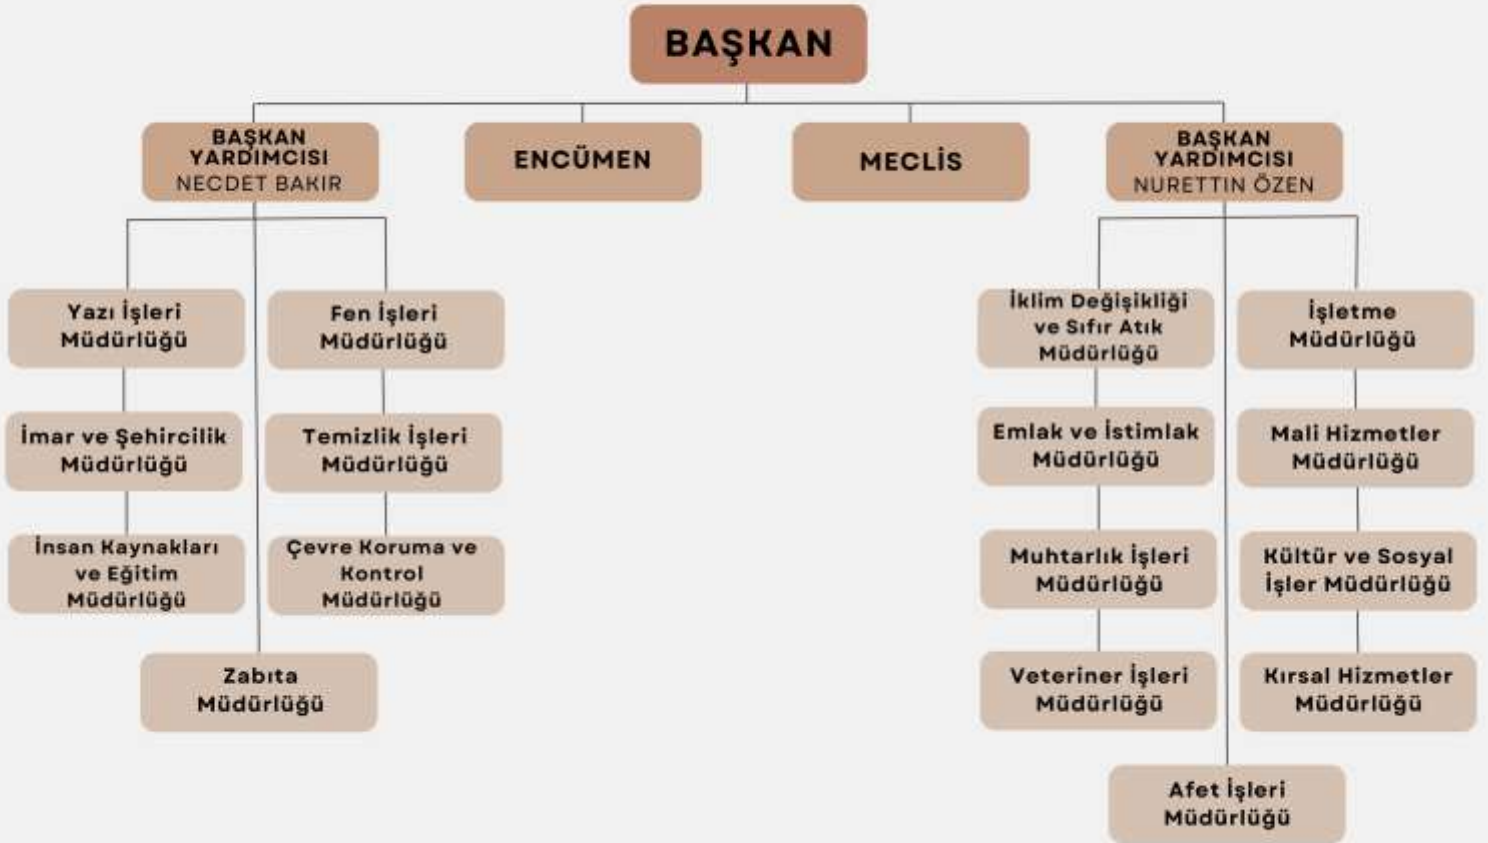 BAŞKAN
BAŞKAN
YARDIMCISI
NECDET BAKIR
ENCÜMEN
MECLİS
BAŞKAN
YARDIMCISI
NURETTIN ÖZEN
Yazı İşleri
Müdürlüğü
Fen İşleri
Müdürlüğü
İklim Değişikliği
ve Sıfır Atık
Müdürlüğü
İşletme
Müdürlüğü
İmar ve Şehircilik
Müdürlüğü
Temizlik İşleri
Müdürlüğü
Emlak ve İstimlak
Müdürlüğü
Mali Hizmetler
Müdürlüğü
İnsan Kaynakları
ve Eğitim
Müdürlüğü
Çevre Koruma ve
Kontrol
Müdürlüğü
Muhtarlık İşleri
Müdürlüğü
Kültür ve Sosyal
İşler Müdürlüğü
Zabıta
Müdürlüğü
Veteriner İşleri
Müdürlüğü
Kırsal Hizmetler
Müdürlüğü
Afet İşleri
Müdürlüğü